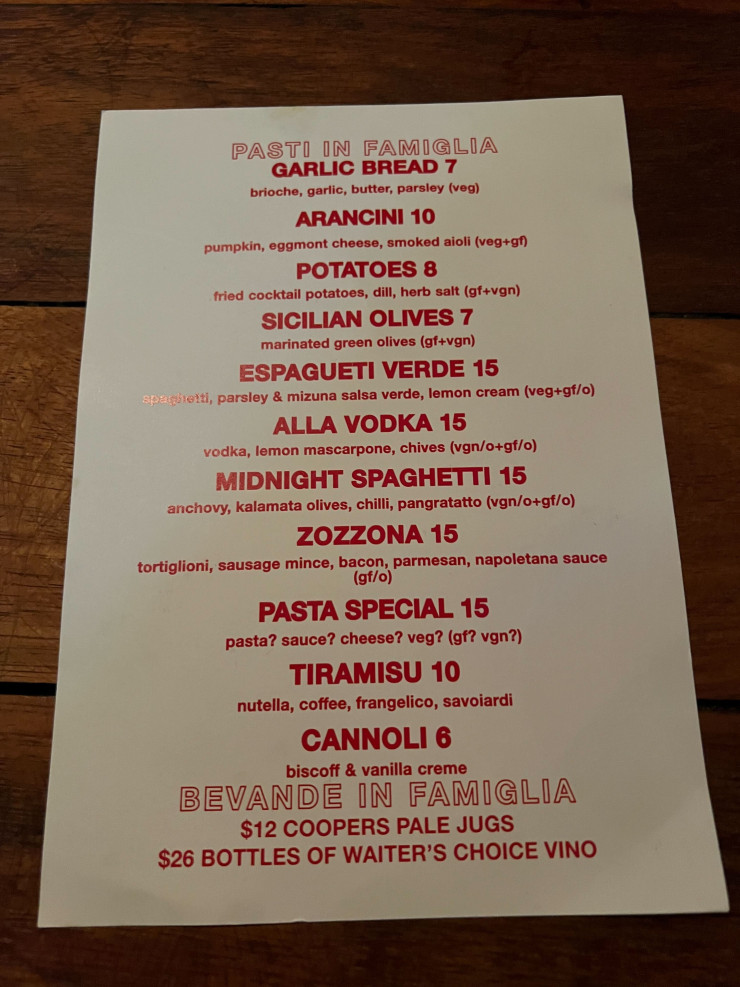 PASTI IN FAMIGLIA
GARLIC BREAD 7
brioche, garlic, butter, parsley (veg)
ARANCINI 10
pumpkin, eggmont cheese, smoked aioli (veg+gf)
POTATOES 8
fried cocktail potatoes, dill, herb salt (gf+vgn)
SICILIAN OLIVES 7
marinated green olives (gf+vgn)
ESPAGUETI VERDE 15
spaghetti, parsley & mizuna salsa verde, lemon cream (veg+gf/o)
ALLA VODKA 15
vodka, lemon mascarpone, chives (vgn/o+gf/o)
MIDNIGHT SPAGHETTI 15
anchovy, kalamata olives, chilli, pangratatto (vgn/o+gf/o)
ZOZZONA 15
tortiglioni, sausage mince, bacon, parmesan, napoletana sauce
(gf/o)
PASTA SPECIAL 15
pasta? sauce? cheese? veg? (gf? vgn?)
TIRAMISU 10
nutella, coffee, frangelico, savoiardi
CANNOLI 6
biscoff & vanilla creme
BEVANDE IN FAMIGLIA
$12 COOPERS PALE JUGS
$26 BOTTLES OF WAITER'S CHOICE VINO